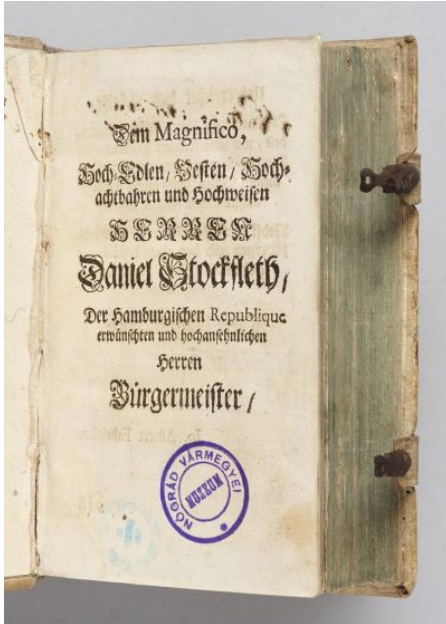 Dem Magnifico,
Hoch-Edlen, Vesten / Hoch-
achtbahren und Hochweisen
HERREN
Daniel Stockfleth,
Der Hamburgischen Republique
erwünschten und hochansehnlichen
Herren
Bürgermeister /
NÓGRÁD VÁRMEGYEI
MUZEUM